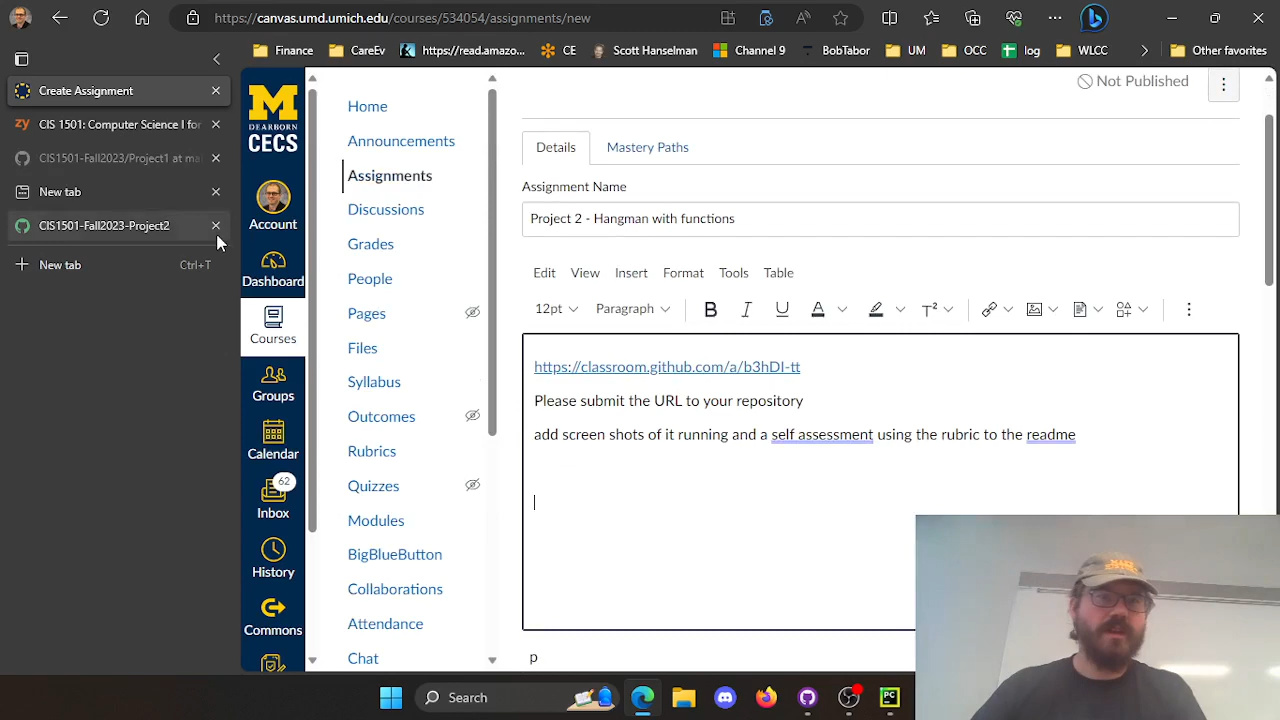 https://canvas.umd.umich.edu/courses/534054/assignments/new
Finance
CareEv
https://read.amazo...
CE
Scott Hanselman
Channel 9
BobTabor
UM
OCC
log
WLCC
Other favorites
Create Assignment
zy CIS 1501: Computer Science I for
CIS1501-Fall2023/Project1 at ma
New tab
CIS1501-Fall2023-Project2
New tab Ctrl+T
M
DEARBORN
CECS
Account
Dashboard
Courses
Groups
Calendar
62
Inbox
History
Commons
Home
Announcements
Assignments
Discussions
Grades
People
Pages
Files
Syllabus
Outcomes
Rubrics
Quizzes
Modules
BigBlueButton
Collaborations
Attendance
Chat
Not Published
Details Mastery Paths
Assignment Name
Project 2 - Hangman with functions
Edit View Insert Format Tools Table
12pt Paragraph B I U A T²
https://classroom.github.com/a/b3hDI-tt
Please submit the URL to your repository
add screen shots of it running and a self assessment using the rubric to the readme
p
Search
PC